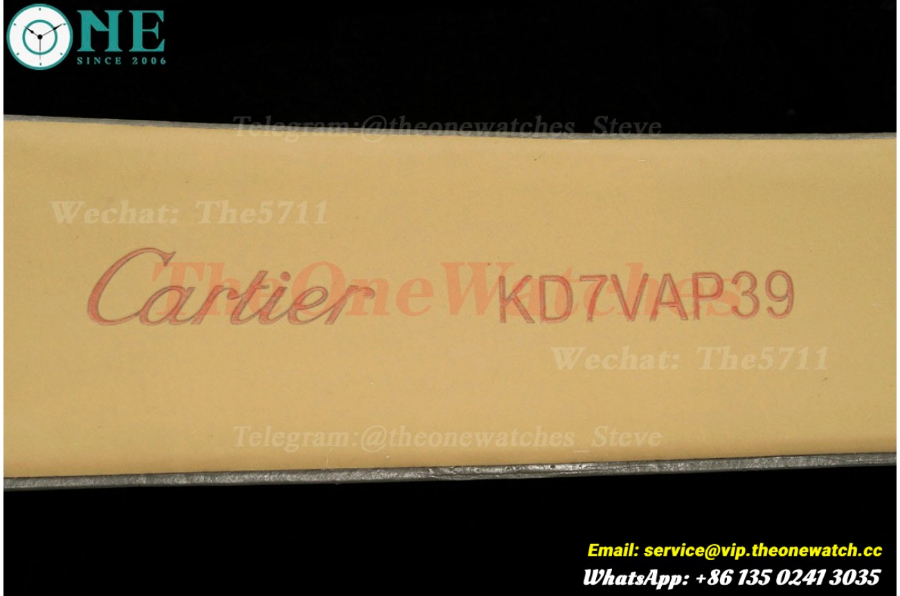 ONE
SINCE 2006
Telegram:@theonewatches_Steve
Wechat: The5711
TheOneWatches
Cartier KD7VAP39
Wechat: The5711
Telegram:@theonewatches_Steve
Email: service@vip.theonewatch.cc
WhatsApp: +86 135 0241 3035